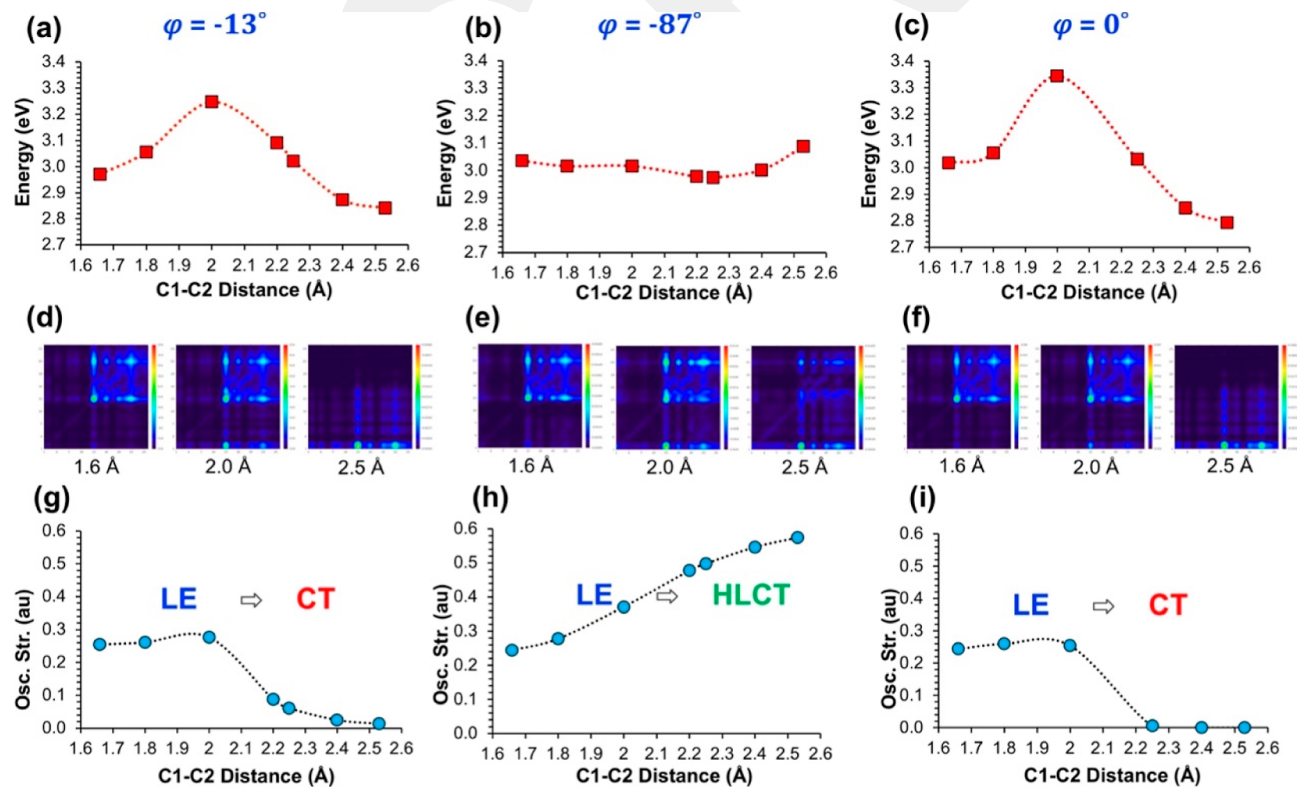 (a) φ = -13°
(b) φ = -87°
(c) φ = 0°
3.4
3.3
3.2
3.1
3.0
2.9
2.8
2.7
Energy (eV)
1.6 1.7 1.8 1.9 2 2.1 2.2 2.3 2.4 2.5 2.6
C1-C2 Distance (Å)
3.4
3.3
3.2
3.1
3.0
2.9
2.8
2.7
Energy (eV)
1.6 1.7 1.8 1.9 2 2.1 2.2 2.3 2.4 2.5 2.6
C1-C2 Distance (Å)
3.4
3.3
3.2
3.1
3.0
2.9
2.8
2.7
Energy (eV)
1.6 1.7 1.8 1.9 2 2.1 2.2 2.3 2.4 2.5 2.6
C1-C2 Distance (Å)
(d)
1.6 Å 2.0 Å 2.5 Å
(e)
1.6 Å 2.0 Å 2.5 Å
(f)
1.6 Å 2.0 Å 2.5 Å
(g)
0.6
0.5
0.4
0.3
0.2
0.1
0.0
Osc. Str. (au)
LE ⇨ CT
1.6 1.7 1.8 1.9 2 2.1 2.2 2.3 2.4 2.5 2.6
C1-C2 Distance (Å)
(h)
0.6
0.5
0.4
0.3
0.2
0.1
0.0
Osc. Str. (au)
LE ⇨ HLCT
1.6 1.7 1.8 1.9 2 2.1 2.2 2.3 2.4 2.5 2.6
C1-C2 Distance (Å)
(i)
0.6
0.5
0.4
0.3
0.2
0.1
0.0
Osc. Str. (au)
LE ⇨ CT
1.6 1.7 1.8 1.9 2 2.1 2.2 2.3 2.4 2.5 2.6
C1-C2 Distance (Å)